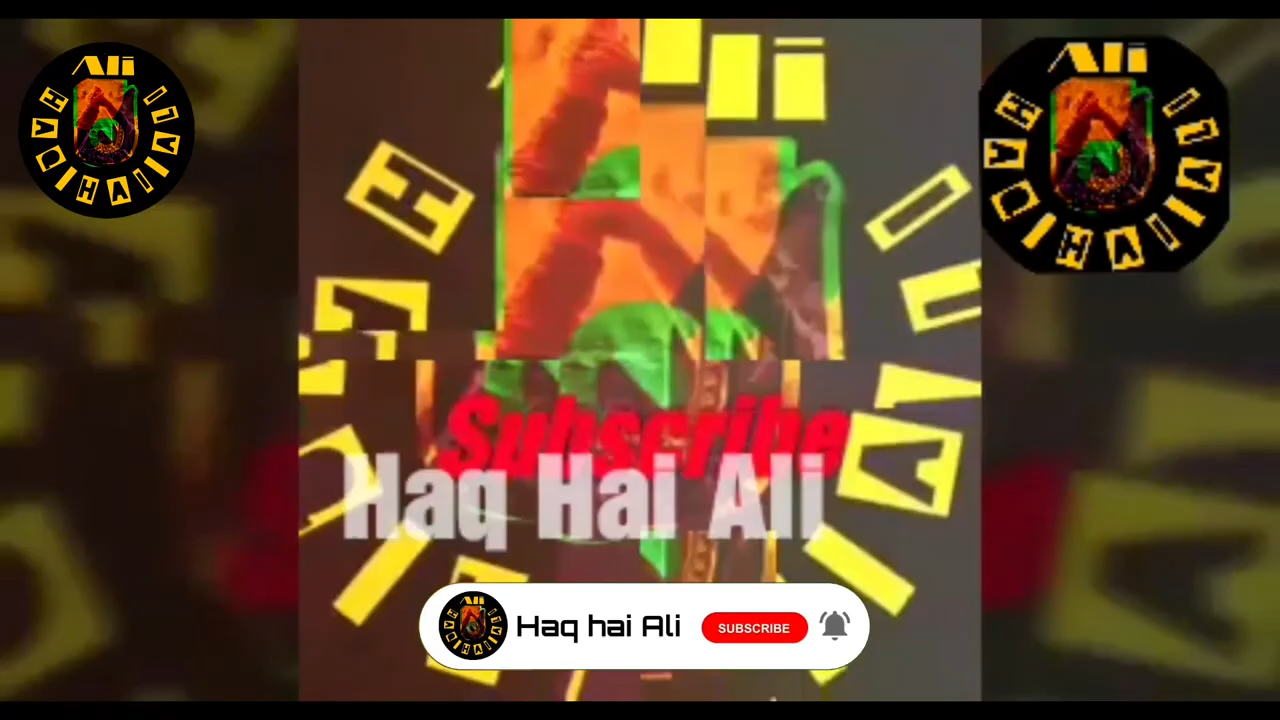 Ali
Ali
Subscribe
Haq Hai Ali
Haq hai Ali
SUBSCRIBE